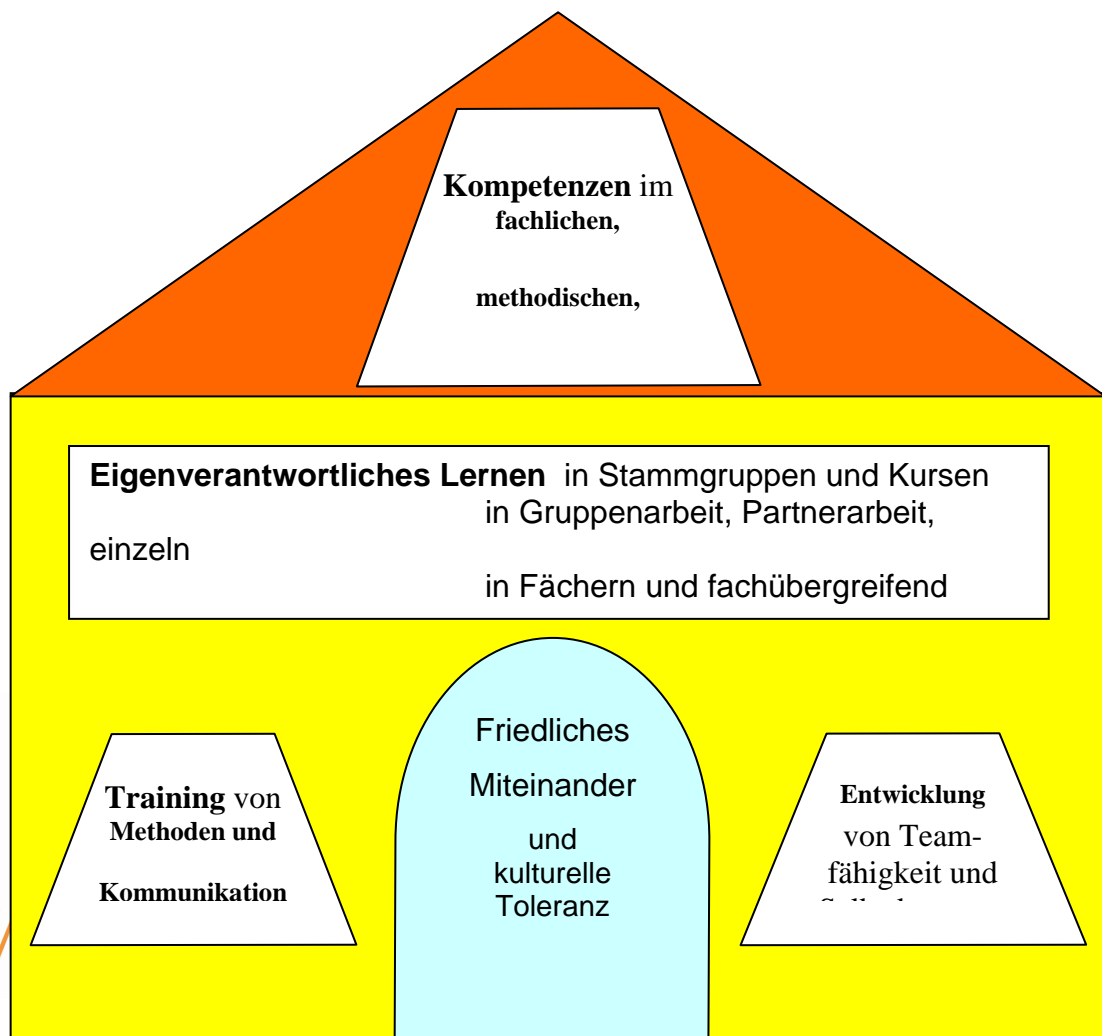 Kompetenzen im
fachlichen,
methodischen,
Eigenverantwortliches Lernen in Stammgruppen und Kursen
in Gruppenarbeit, Partnerarbeit,
einzeln
in Fächern und fachübergreifend
Friedliches
Miteinander
und
kulturelle
Toleranz
Training von
Methoden und
Kommunikation
Entwicklung
von Team-
fähigkeit und